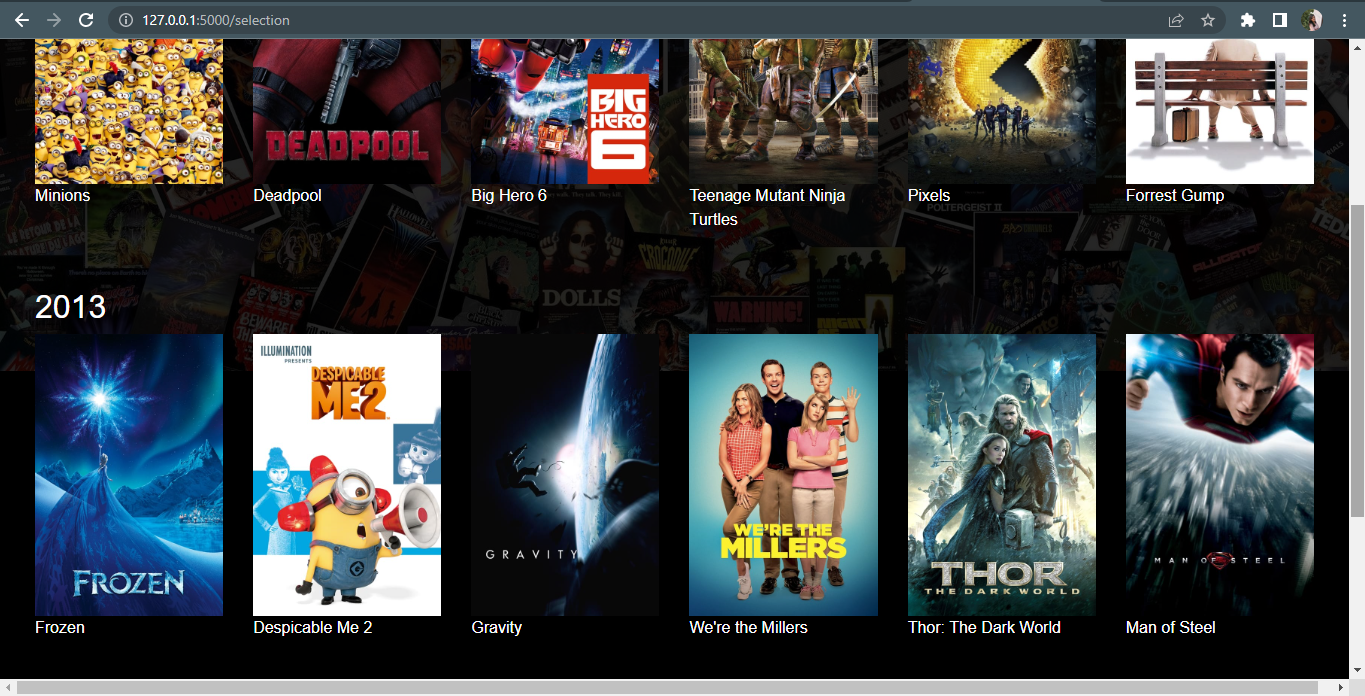 127.0.0.1:5000/selection
DEADPOOL
BIG
HERO
6
Minions
Deadpool
Big Hero 6
Teenage Mutant Ninja
Turtles
Pixels
Forrest Gump
POLTERGEIST II
CROCODILE
ALLIGATOR
DOLLS
WARNING!
BEWARE!
2013
ILLUMINATION
PRESENTS
DESPICABLE
ME 2
GRAVITY
WE'RE THE
MILLERS
FROZEN
THOR
THE DARK WORLD
MAN OF STEEL
Frozen
Despicable Me 2
Gravity
We're the Millers
Thor: The Dark World
Man of Steel